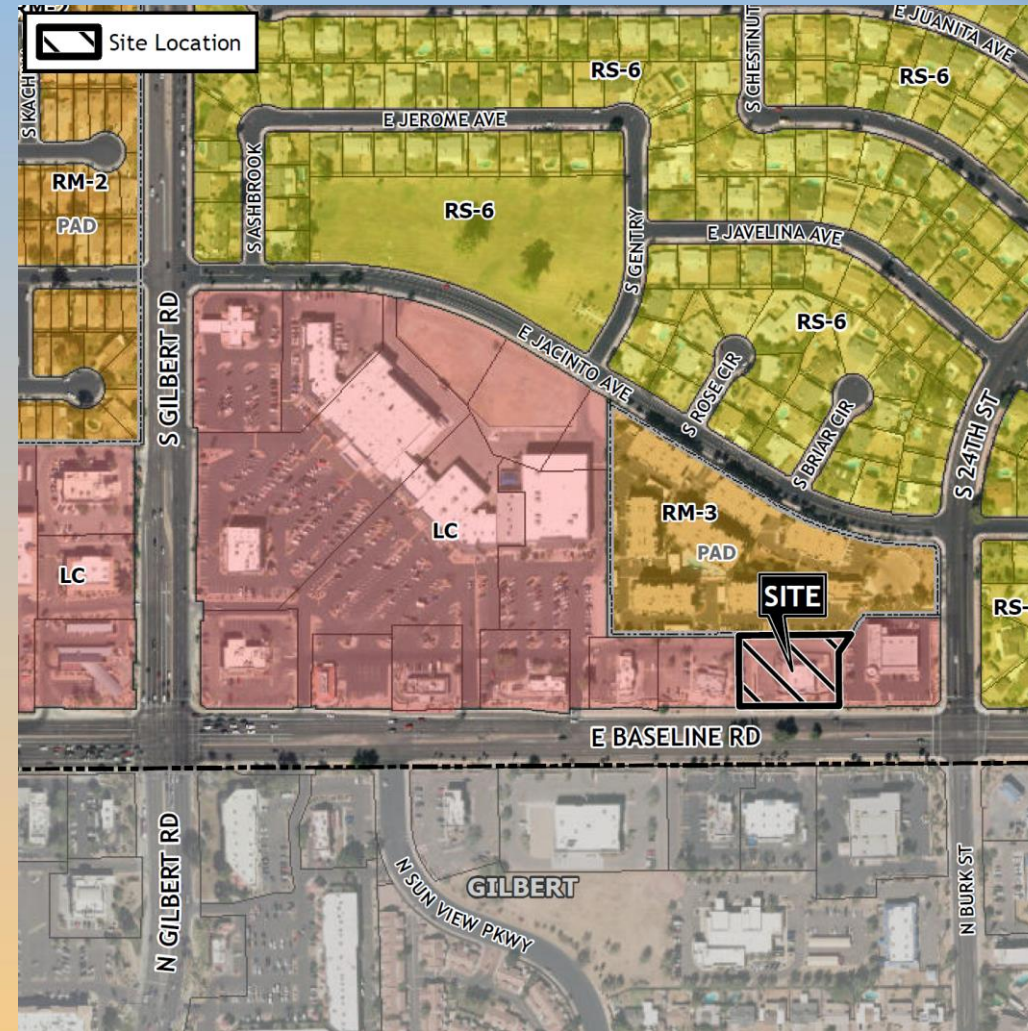 Site Location
E JUANITA AVE
S KACH
RS-6
S CHESTNUT
RS-6
E JEROME AVE
RM-2
PAD
S ASHBROOK
RS-6
S GENTRY
E JAVELINA AVE
S GILBERT RD
E JACINTO AVE
RS-6
S ROSE CIR
S BRIAR CIR
S 24TH ST
LC
RM-3
PAD
LC
SITE
RS-
E BASELINE RD
N GILBERT RD
N SUN VIEW PKWY
GILBERT
N BURK ST